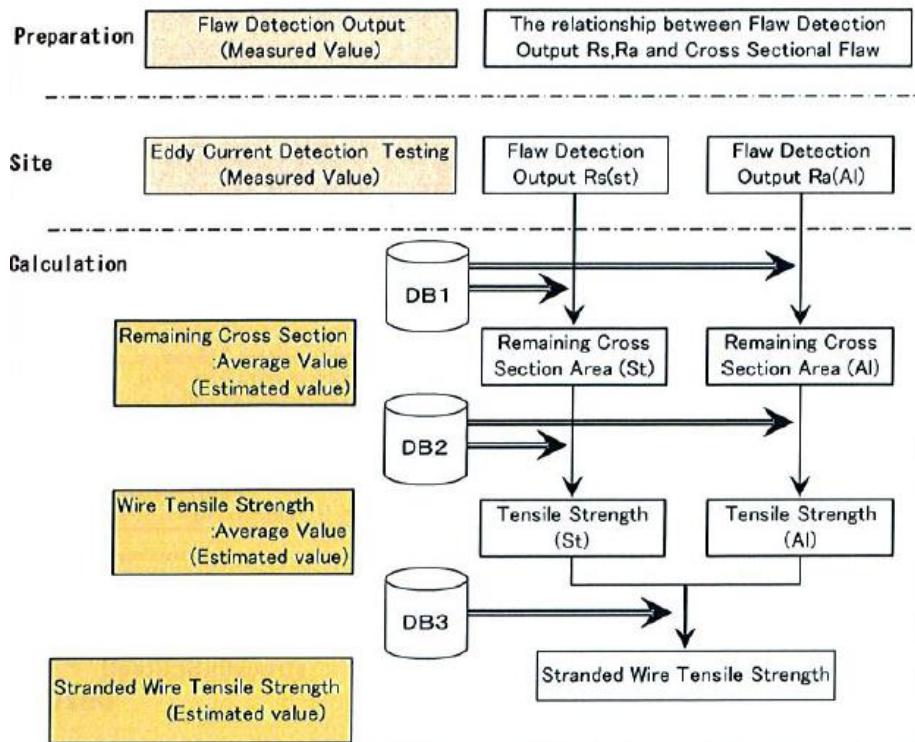 Preparation
Flaw Detection Output
(Measured Value)
The relationship between Flaw Detection
Output Rs,Ra and Cross Sectional Flaw
Site
Eddy Current Detection Testing
(Measured Value)
Flaw Detection
Output Rs(st)
Flaw Detection
Output Ra(Al)
Calculation
DB1
Remaining Cross Section
:Average Value
(Estimated value)
Remaining Cross
Section Area (St)
Remaining Cross
Section Area (Al)
DB2
Wire Tensile Strength
:Average Value
(Estimated value)
Tensile Strength
(St)
Tensile Strength
(Al)
DB3
Stranded Wire Tensile Strength
Stranded Wire Tensile Strength
(Estimated value)